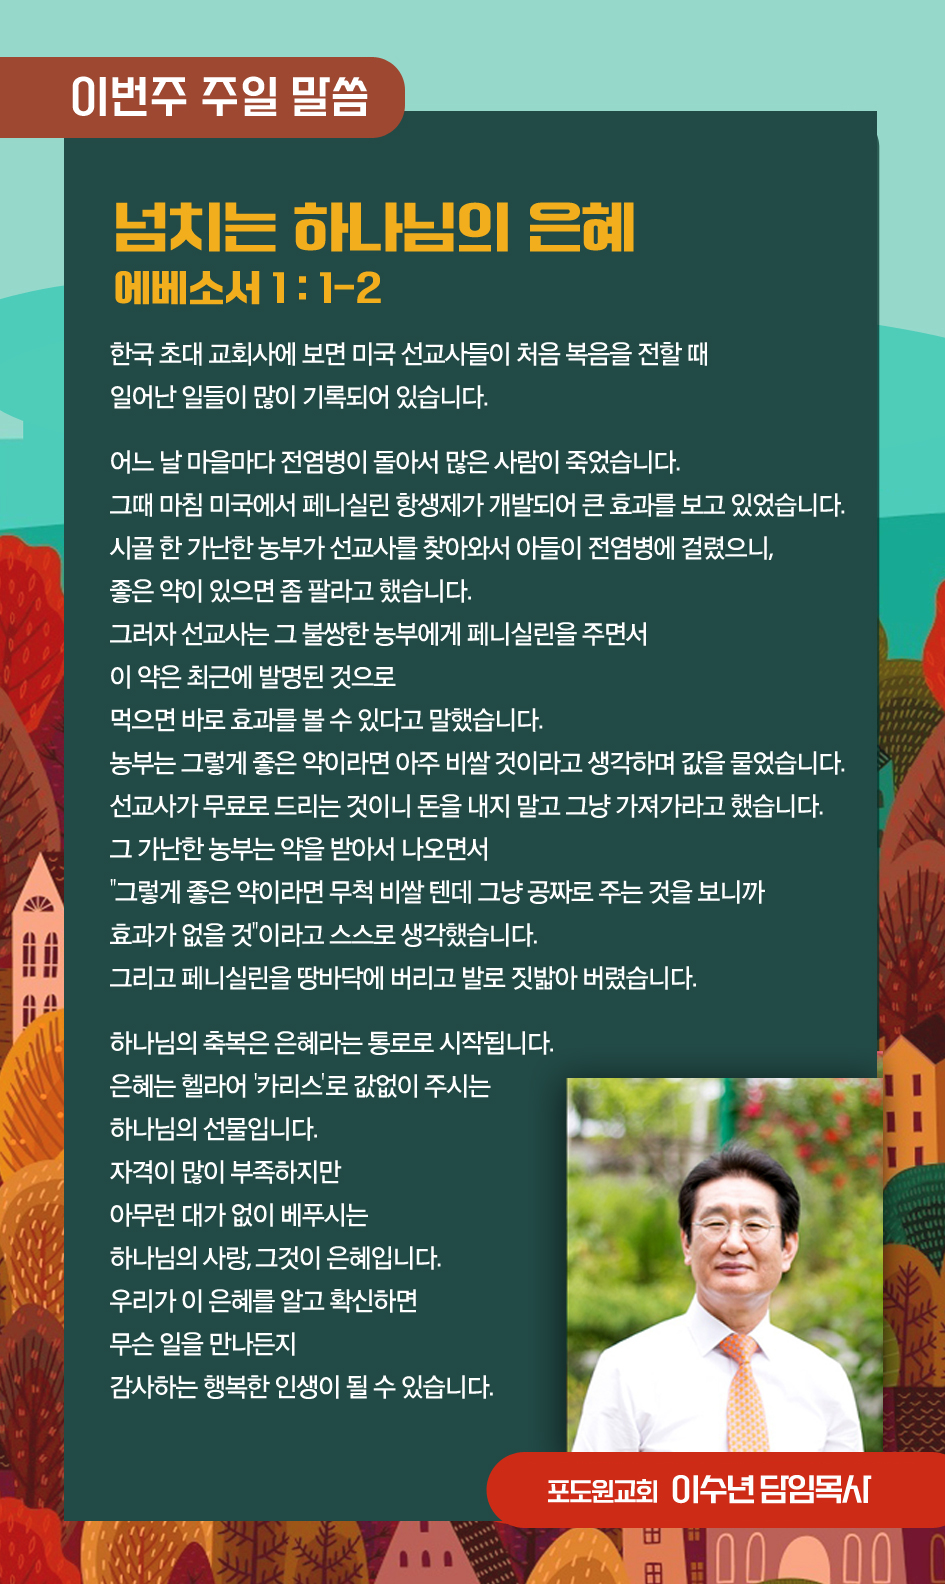 이번주 주일 말씀
넘치는 하나님의 은혜
에베소서 1 : 1-2
한국 초대 교회사에 보면 미국 선교사들이 처음 복음을 전할 때
일어난 일들이 많이 기록되어 있습니다.
어느 날 마을마다 전염병이 돌아서 많은 사람이 죽었습니다.
그때 마침 미국에서 페니실린 항생제가 개발되어 큰 효과를 보고 있었습니다.
시골 한 가난한 농부가 선교사를 찾아와서 아들이 전염병에 걸렸으니,
좋은 약이 있으면 좀 팔라고 했습니다.
그러자 선교사는 그 불쌍한 농부에게 페니실린을 주면서
이 약은 최근에 발명된 것으로
먹으면 바로 효과를 볼 수 있다고 말했습니다.
농부는 그렇게 좋은 약이라면 아주 비쌀 것이라고 생각하며 값을 물었습니다.
선교사가 무료로 드리는 것이니 돈을 내지 말고 그냥 가져가라고 했습니다.
그 가난한 농부는 약을 받아서 나오면서
"그렇게 좋은 약이라면 무척 비쌀 텐데 그냥 공짜로 주는 것을 보니까
효과가 없을 것"이라고 스스로 생각했습니다.
그리고 페니실린을 땅바닥에 버리고 발로 짓밟아 버렸습니다.
하나님의 축복은 은혜라는 통로로 시작됩니다.
은혜는 헬라어 '카리스'로 값없이 주시는
하나님의 선물입니다.
자격이 많이 부족하지만
아무런 대가 없이 베푸시는
하나님의 사랑, 그것이 은혜입니다.
우리가 이 은혜를 알고 확신하면
무슨 일을 만나든지
감사하는 행복한 인생이 될 수 있습니다.
포도원교회 이수년 담임목사